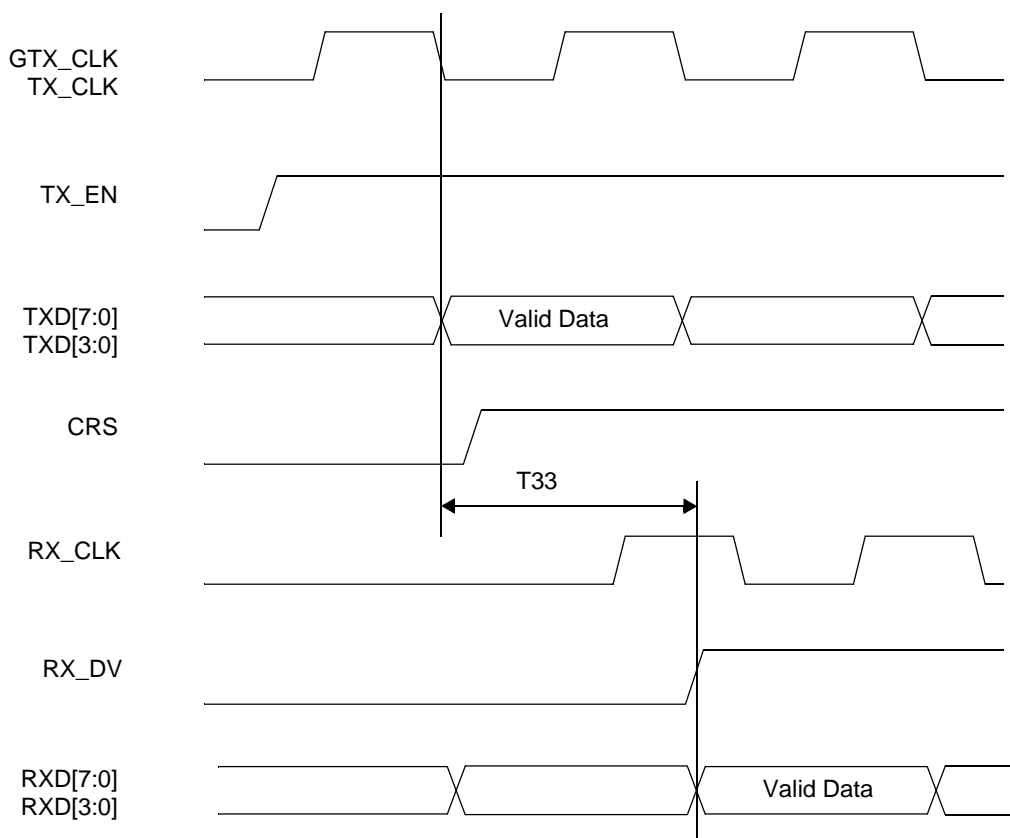 GTX_CLK
TX_CLK
TX_EN
TXD[7:0]
TXD[3:0]
Valid Data
CRS
T33
RX_CLK
RX_DV
RXD[7:0]
RXD[3:0]
Valid Data